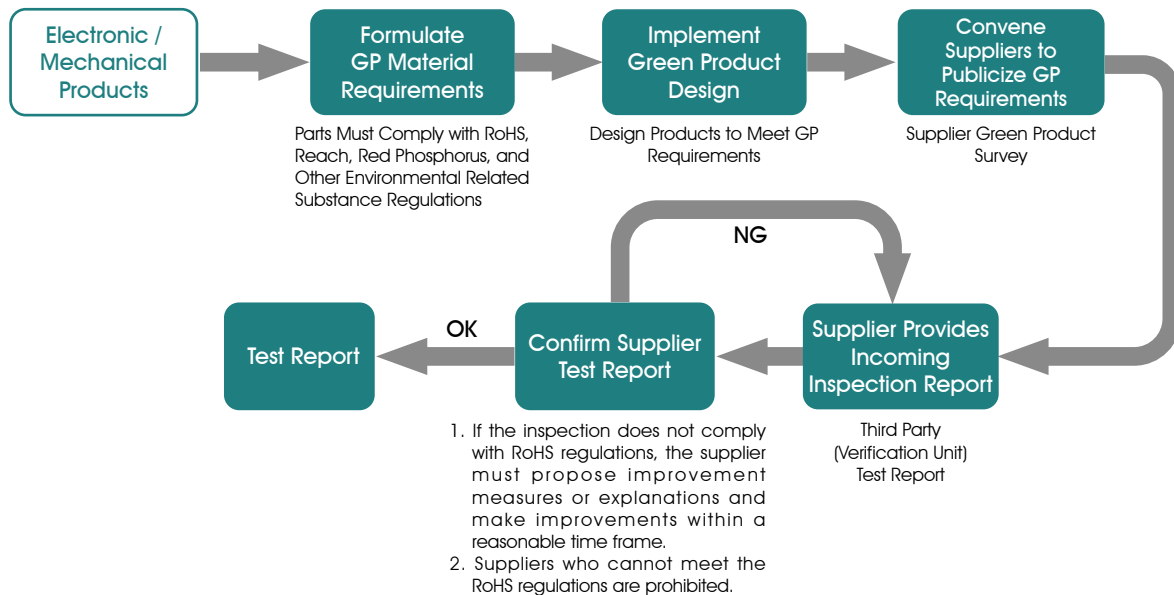 Electronic /
Mechanical
Products
Formulate
GP Material
Requirements
Parts Must Comply with RoHS,
Reach, Red Phosphorus, and
Other Environmental Related
Substance Regulations
Implement
Green Product
Design
Design Products to Meet GP
Requirements
Convene
Suppliers to
Publicize GP
Requirements
Supplier Green Product
Survey
NG
Supplier Provides
Incoming
Inspection Report
Third Party
(Verification Unit)
Test Report
Confirm Supplier
Test Report
1. If the inspection does not comply
with RoHS regulations, the supplier
must propose improvement
measures or explanations and
make improvements within a
reasonable time frame.
2. Suppliers who cannot meet the
RoHS regulations are prohibited.
OK
Test Report